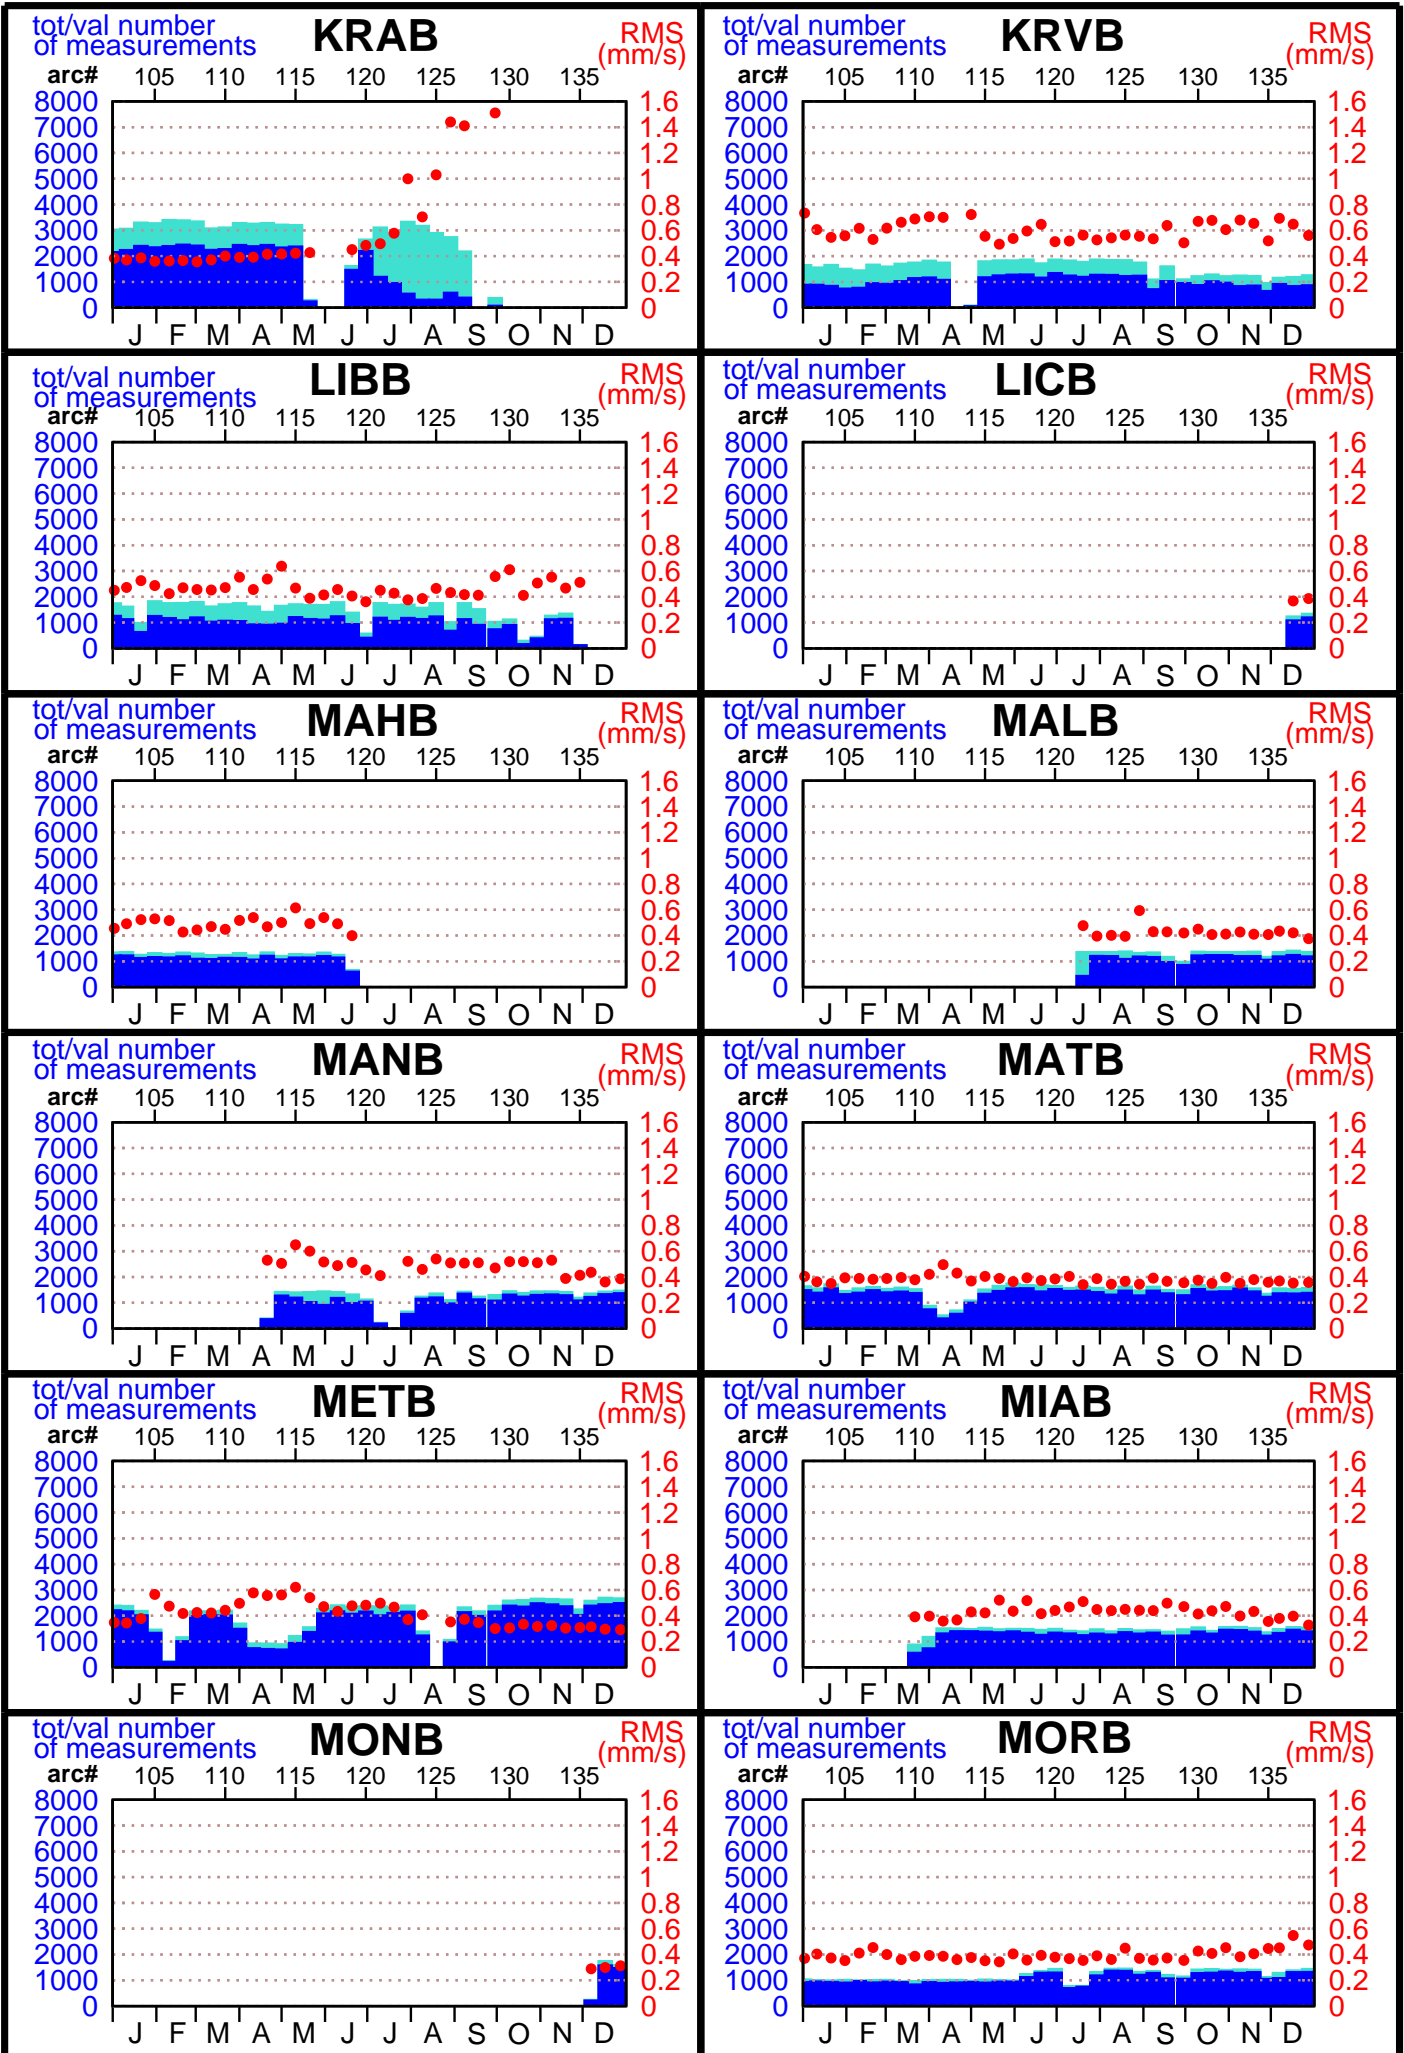 tot/val number
of measurements
KRAB
RMS
(mm/s)
arc# 105 110 115 120 125 130 135
8000 1.6
7000 1.4
6000 1.2
5000 1
4000 0.8
3000 0.6
2000 0.4
1000 0.2
0 0
J F M A M J J A S O N D
tot/val number
of measurements
KRVB
RMS
(mm/s)
arc# 105 110 115 120 125 130 135
8000 1.6
7000 1.4
6000 1.2
5000 1
4000 0.8
3000 0.6
2000 0.4
1000 0.2
0 0
J F M A M J J A S O N D
tot/val number
of measurements
LIBB
RMS
(mm/s)
arc# 105 110 115 120 125 130 135
8000 1.6
7000 1.4
6000 1.2
5000 1
4000 0.8
3000 0.6
2000 0.4
1000 0.2
0 0
J F M A M J J A S O N D
tot/val number
of measurements
LICB
RMS
(mm/s)
arc# 105 110 115 120 125 130 135
8000 1.6
7000 1.4
6000 1.2
5000 1
4000 0.8
3000 0.6
2000 0.4
1000 0.2
0 0
J F M A M J J A S O N D
tot/val number
of measurements
MAHB
RMS
(mm/s)
arc# 105 110 115 120 125 130 135
8000 1.6
7000 1.4
6000 1.2
5000 1
4000 0.8
3000 0.6
2000 0.4
1000 0.2
0 0
J F M A M J J A S O N D
tot/val number
of measurements
MALB
RMS
(mm/s)
arc# 105 110 115 120 125 130 135
8000 1.6
7000 1.4
6000 1.2
5000 1
4000 0.8
3000 0.6
2000 0.4
1000 0.2
0 0
J F M A M J J A S O N D
tot/val number
of measurements
MANB
RMS
(mm/s)
arc# 105 110 115 120 125 130 135
8000 1.6
7000 1.4
6000 1.2
5000 1
4000 0.8
3000 0.6
2000 0.4
1000 0.2
0 0
J F M A M J J A S O N D
tot/val number
of measurements
MATB
RMS
(mm/s)
arc# 105 110 115 120 125 130 135
8000 1.6
7000 1.4
6000 1.2
5000 1
4000 0.8
3000 0.6
2000 0.4
1000 0.2
0 0
J F M A M J J A S O N D
tot/val number
of measurements
METB
RMS
(mm/s)
arc# 105 110 115 120 125 130 135
8000 1.6
7000 1.4
6000 1.2
5000 1
4000 0.8
3000 0.6
2000 0.4
1000 0.2
0 0
J F M A M J J A S O N D
tot/val number
of measurements
MIAB
RMS
(mm/s)
arc# 105 110 115 120 125 130 135
8000 1.6
7000 1.4
6000 1.2
5000 1
4000 0.8
3000 0.6
2000 0.4
1000 0.2
0 0
J F M A M J J A S O N D
tot/val number
of measurements
MONB
RMS
(mm/s)
arc# 105 110 115 120 125 130 135
8000 1.6
7000 1.4
6000 1.2
5000 1
4000 0.8
3000 0.6
2000 0.4
1000 0.2
0 0
J F M A M J J A S O N D
tot/val number
of measurements
MORB
RMS
(mm/s)
arc# 105 110 115 120 125 130 135
8000 1.6
7000 1.4
6000 1.2
5000 1
4000 0.8
3000 0.6
2000 0.4
1000 0.2
0 0
J F M A M J J A S O N D